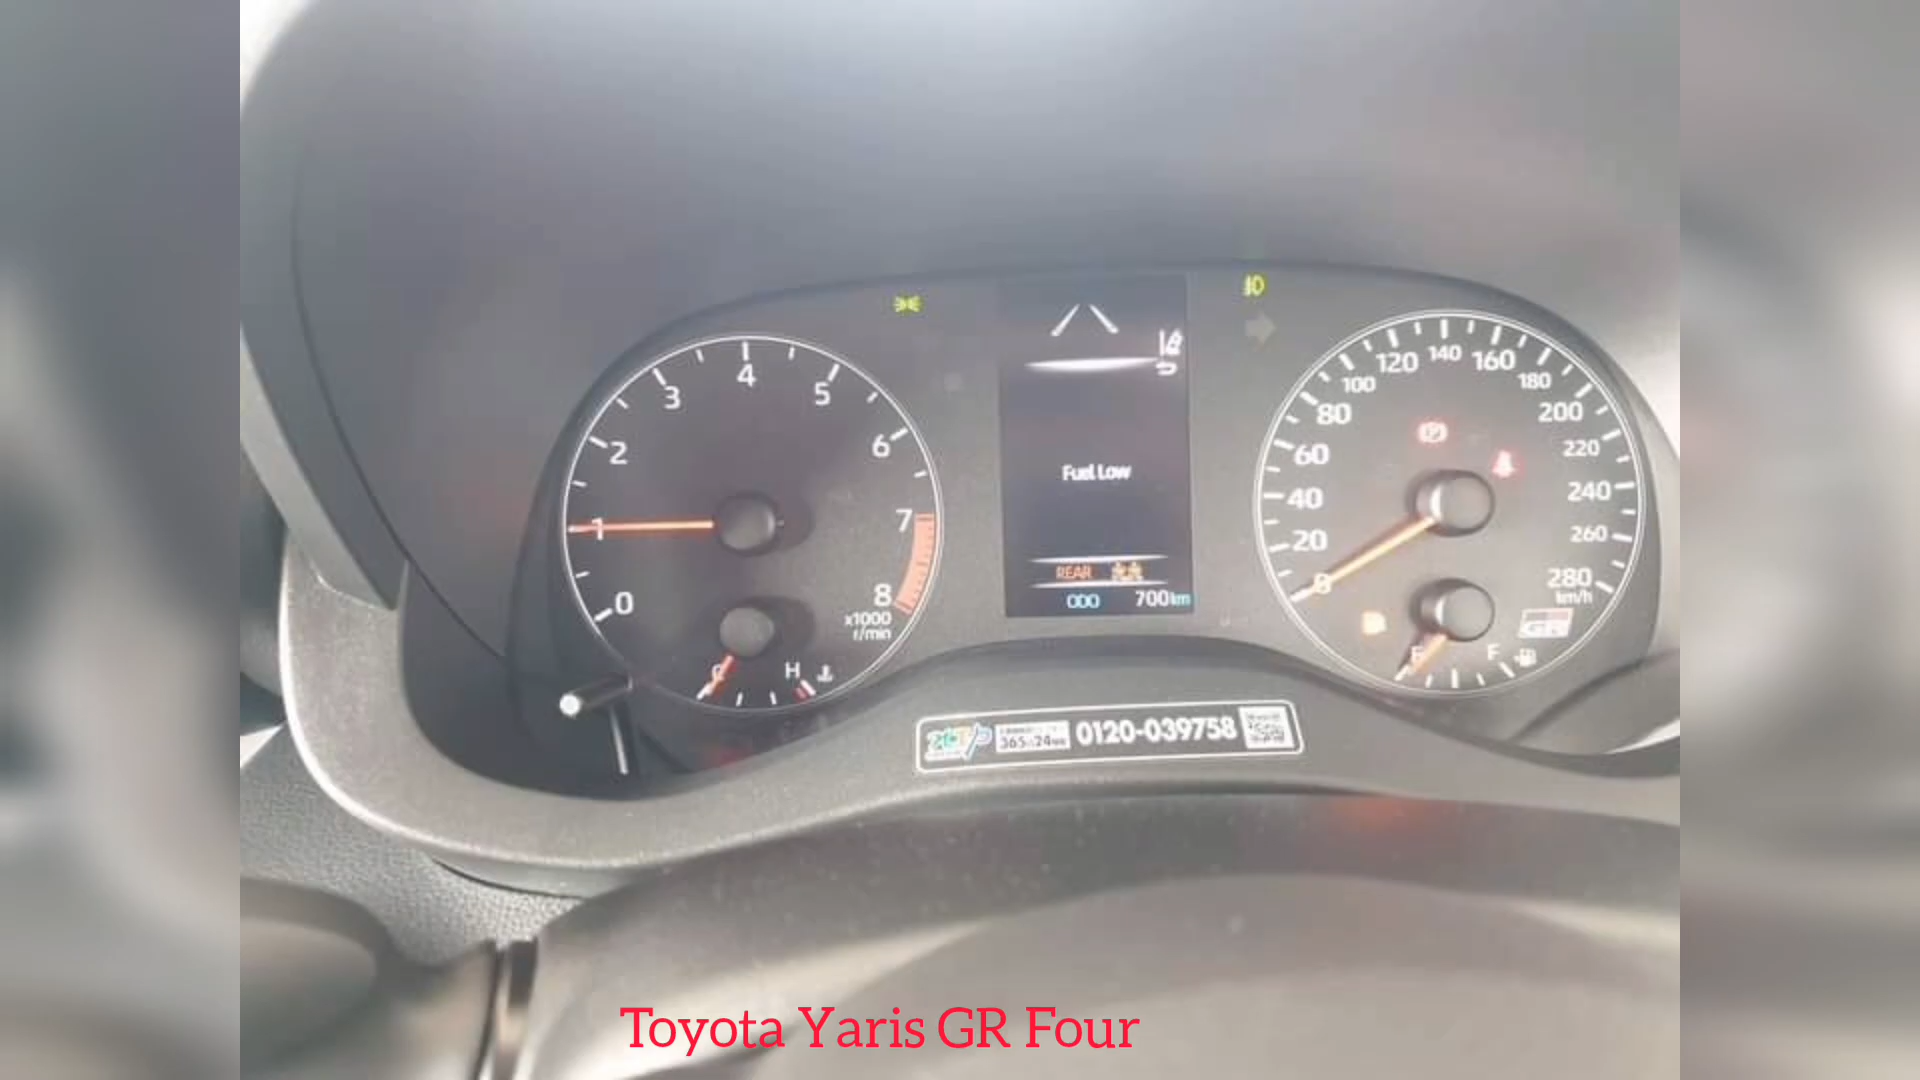 0 1 2 3 4 5 6 7 8
x1000
r/min
C H
Fuel Low
REAR
ODO 700km
0 20 40 60 80 100 120 140 160 180 200 220 240 260 280
km/h
GR
E F
365 24 0120-039758
Toyota Yaris GR Four